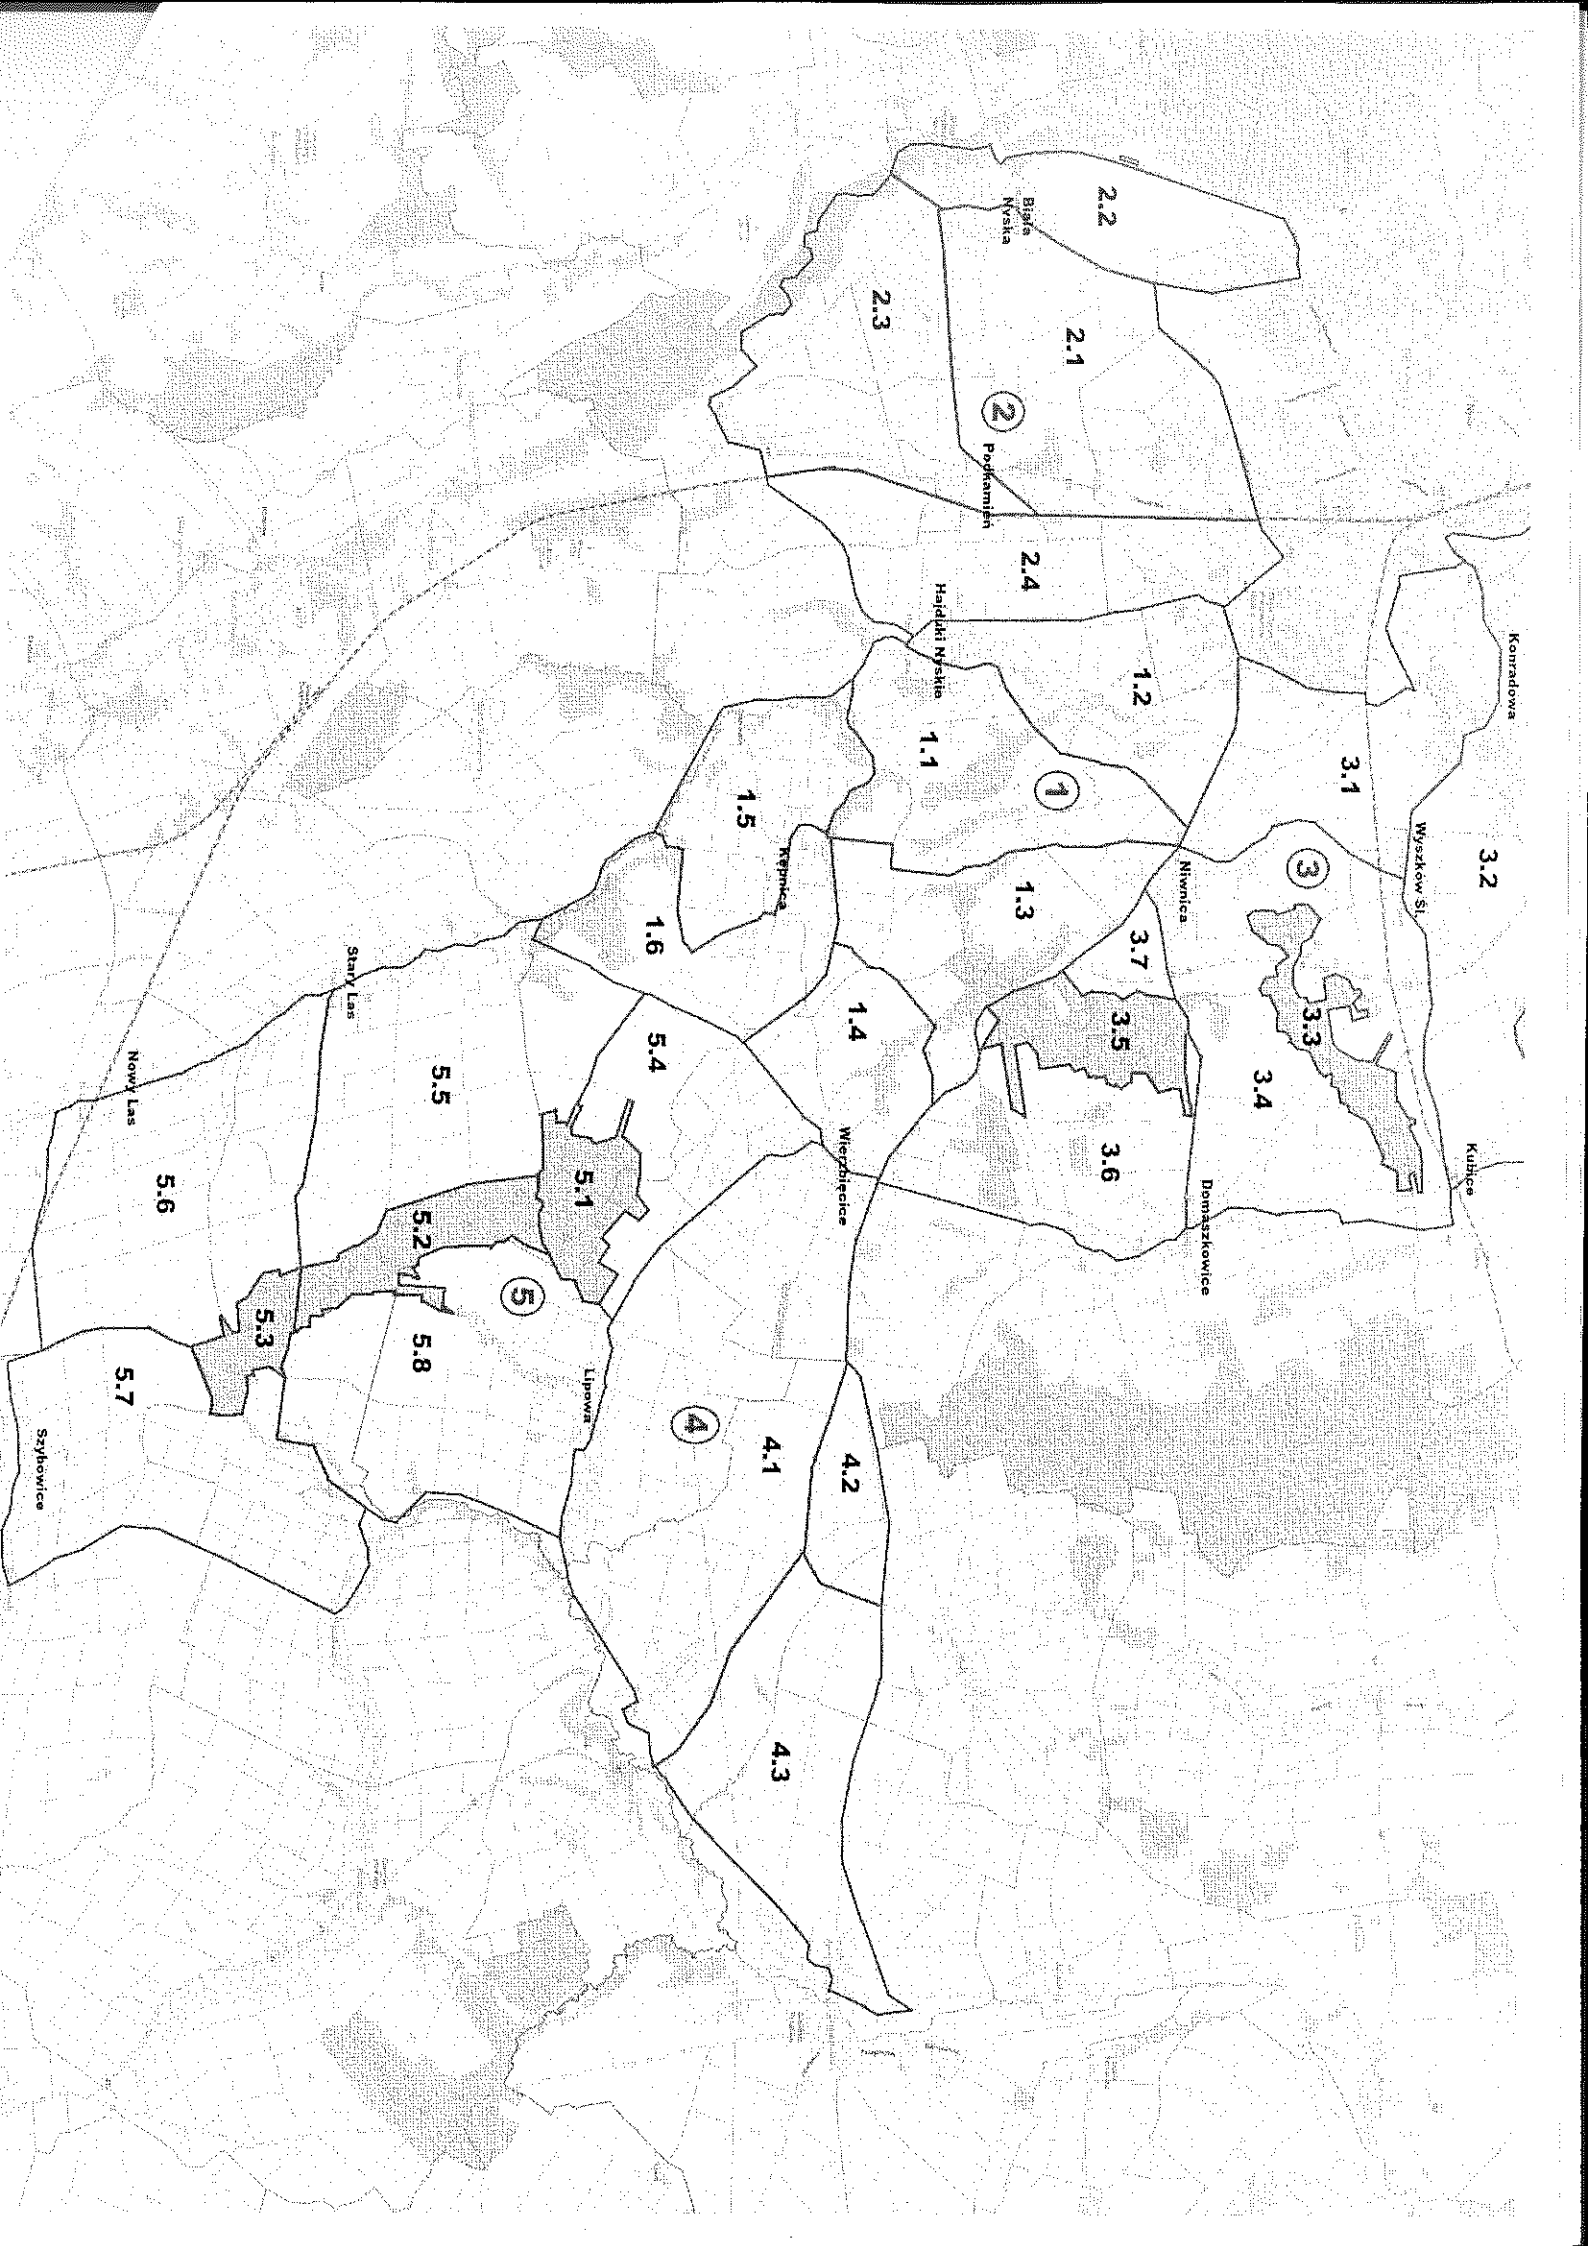 Konradowa
3.2
Wyszków Śl.
Kubice
3.1
3
3.3
3.4
2.2
Biała
Nyska
2.1
2
Podkamień
2.3
2.4
1.2
Niwnica
3.7
3.5
3.6
Domaszkowice
Hajduki Nyskie
1.1
1
1.3
1.4
1.5
Kępnica
1.6
Wierzbięcice
4.2
4.1
4
4.3
5.4
5.1
Lipowa
5
5.5
5.2
5.8
Stary Las
5.3
5.6
Nowy Las
5.7
Szybowice